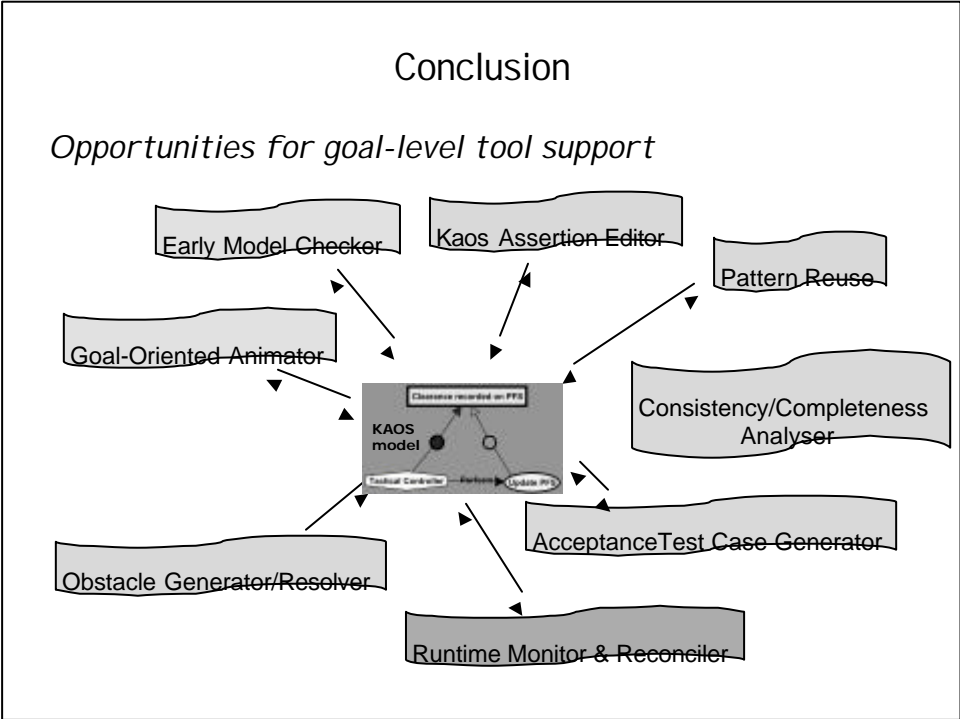 Conclusion
Opportunities for goal-level tool support
Early Model Checker
Kaos Assertion Editor
Pattern Reuse
Goal-Oriented Animator
Consistency/Completeness
Analyser
Clearance recorded on PFS
KAOS
model
Tactical Controller
Perform
Update PFS
AcceptanceTest Case Generator
Obstacle Generator/Resolver
Runtime Monitor & Reconciler